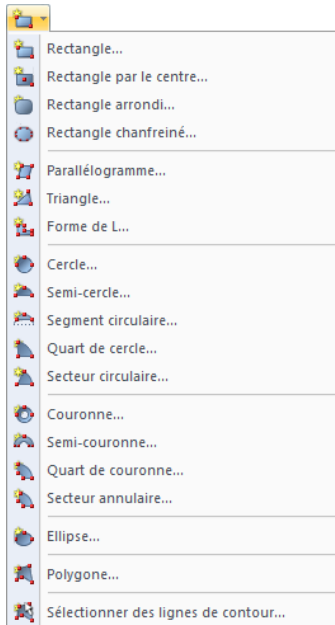 Rectangle...
Rectangle par le centre...
Rectangle arrondi...
Rectangle chanfreiné...
Parallélogramme...
Triangle...
Forme de L...
Cercle...
Semi-cercle...
Segment circulaire...
Quart de cercle...
Secteur circulaire...
Couronne...
Semi-couronne...
Quart de couronne...
Secteur annulaire...
Ellipse...
Polygone...
Sélectionner des lignes de contour...